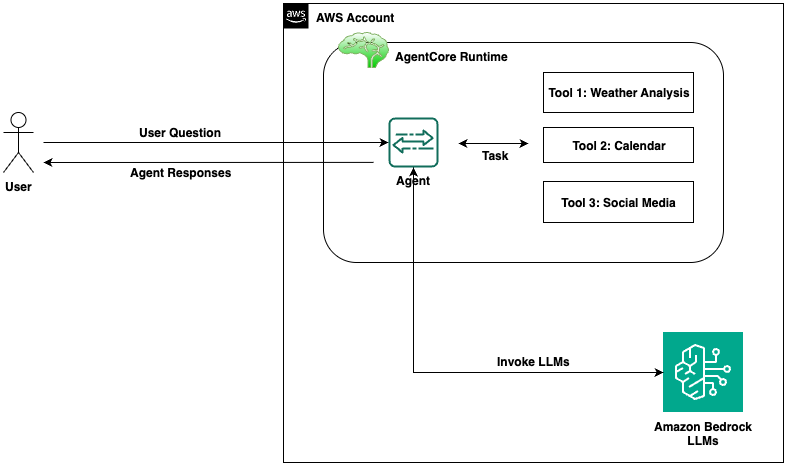 aws
AWS Account
AgentCore Runtime
Tool 1: Weather Analysis
User Question
Tool 2: Calendar
Task
Agent Responses
Agent
User
Tool 3: Social Media
Invoke LLMs
Amazon Bedrock
LLMs